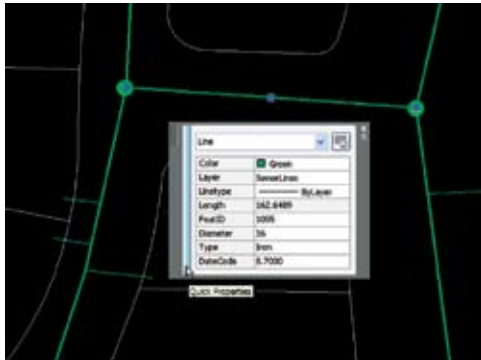 Line
Color Green
Layer SewerLines
Linetype ByLayer
Length 162.6489
FeatID 1005
Diameter 36
Type Iron
DateCode 8.7000
Quick Properties